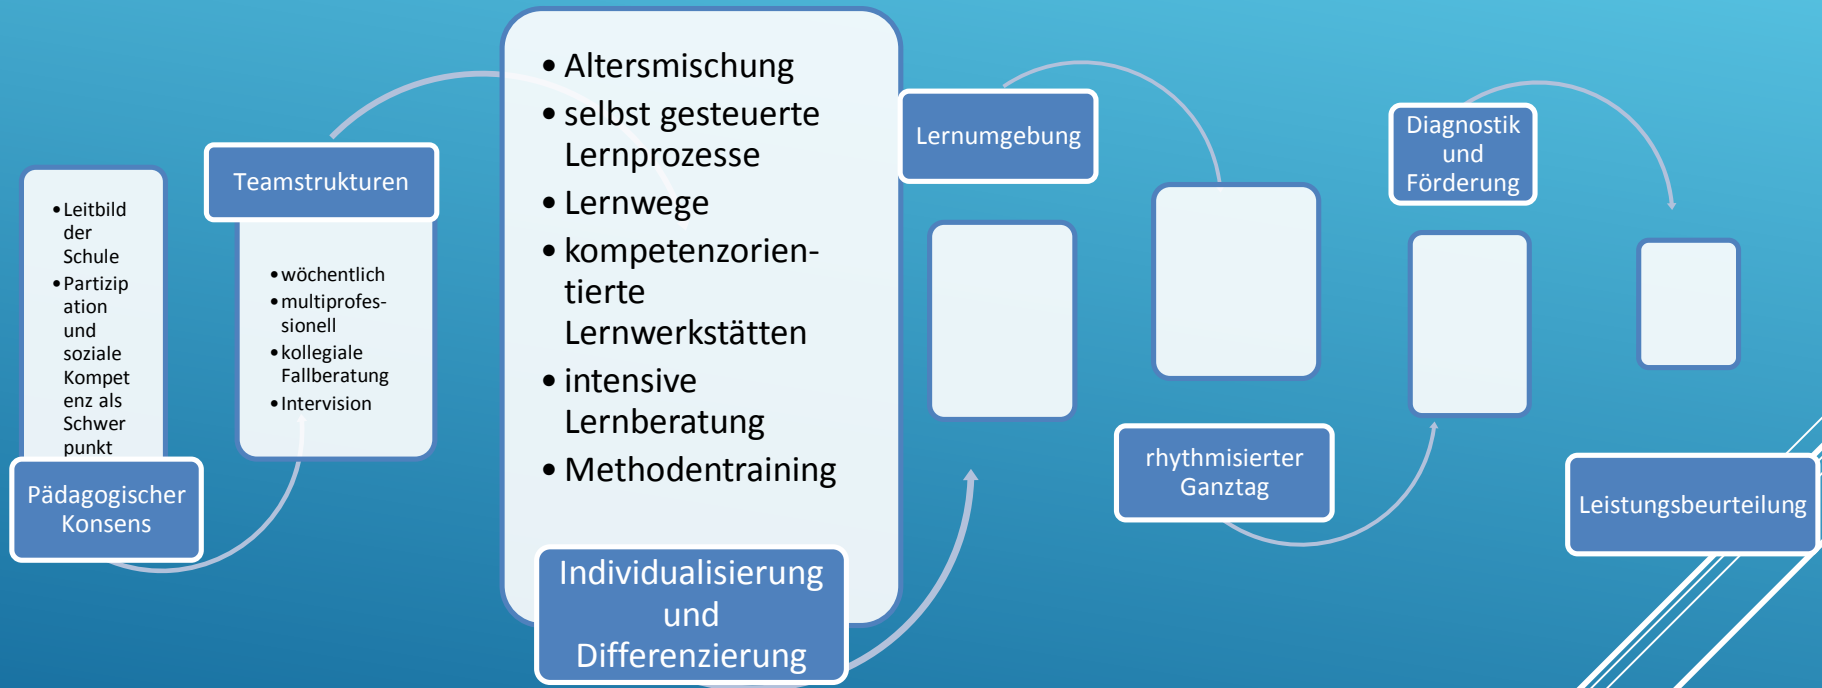 • Leitbild
der
Schule
• Partizip
ation
und
soziale
Kompet
enz als
Schwer
punkt
Pädagogischer
Konsens
Teamstrukturen
• wöchentlich
• multiprofes-
sionell
• kollegiale
Fallberatung
• Intervision
• Altersmischung
• selbst gesteuerte
Lernprozesse
• Lernwege
• kompetenzorien-
tierte
Lernwerkstätten
• intensive
Lernberatung
• Methodentraining
Individualisierung
und
Differenzierung
Lernumgebung
rhythmisierter
Ganztag
Diagnostik
und
Förderung
Leistungsbeurteilung